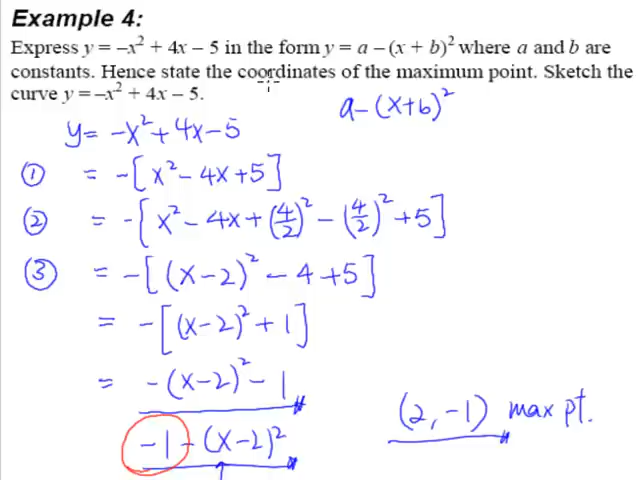 Example 4:
Express y = –x² + 4x – 5 in the form y = a – (x + b)² where a and b are
constants. Hence state the coordinates of the maximum point. Sketch the
curve y = –x² + 4x – 5.
a – (x+b)²
y = –x² + 4x – 5
① = –[x² – 4x + 5]
② = –[x² – 4x + (4/2)² – (4/2)² + 5]
③ = –[(x–2)² – 4 + 5]
= –[(x–2)² + 1]
= –(x–2)² – 1
–1 – (x–2)²
(2, –1) max pt.